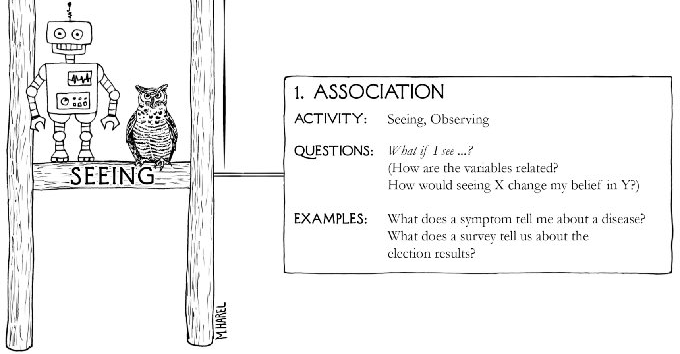 SEEING
M. HAREL
1. ASSOCIATION
ACTIVITY: Seeing, Observing
QUESTIONS: What if I see ...?
(How are the variables related?
How would seeing X change my belief in Y?)
EXAMPLES: What does a symptom tell me about a disease?
What does a survey tell us about the
election results?